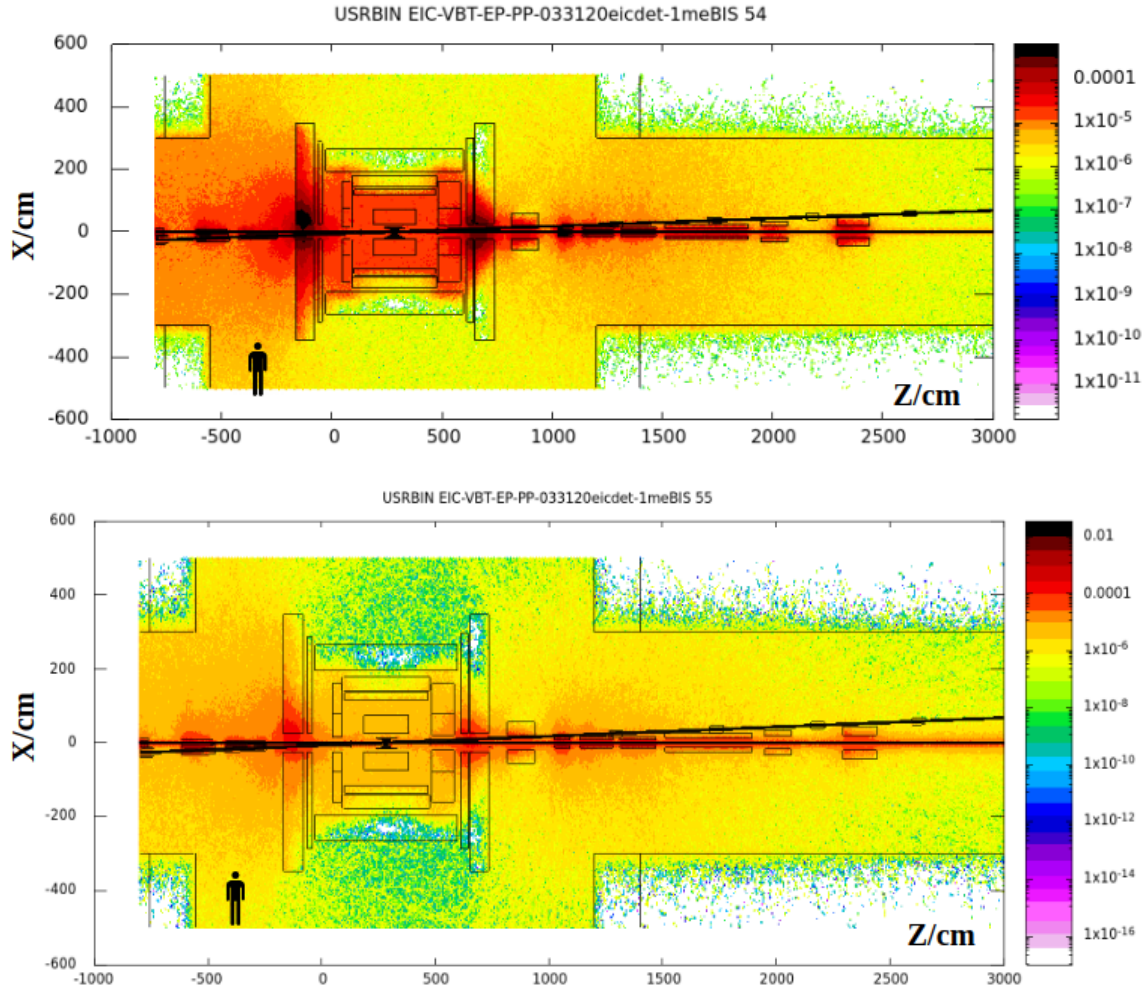 USRBIN EIC-VBT-EP-PP-033120eicdet-1meBIS 54
600
400
200
0
-200
-400
-600
X/cm
Z/cm
-1000 -500 0 500 1000 1500 2000 2500 3000
0.0001
1x10-5
1x10-6
1x10-7
1x10-8
1x10-9
1x10-10
1x10-11
USRBIN EIC-VBT-EP-PP-033120eicdet-1meBIS 55
600
400
200
0
-200
-400
-600
X/cm
Z/cm
-1000 -500 0 500 1000 1500 2000 2500 3000
0.01
0.0001
1x10-6
1x10-8
1x10-10
1x10-12
1x10-14
1x10-16